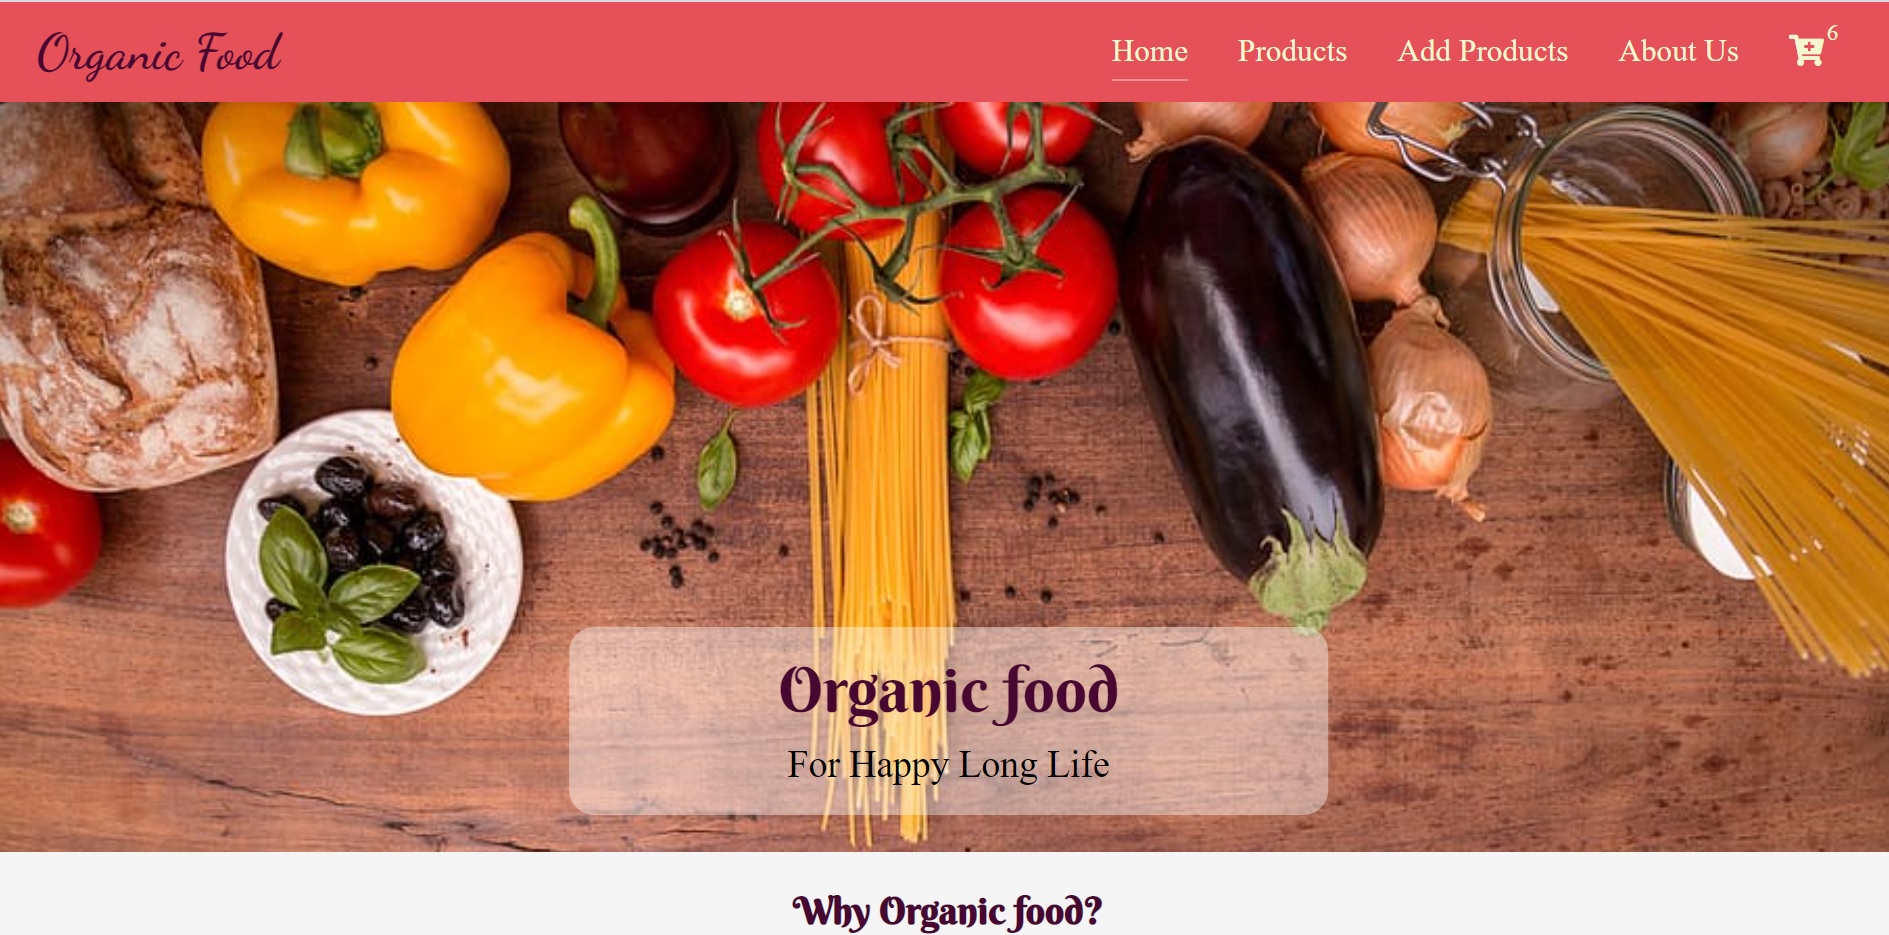 Organic Food
Home Products Add Products About Us 6
Organic food
For Happy Long Life
Why Organic food?